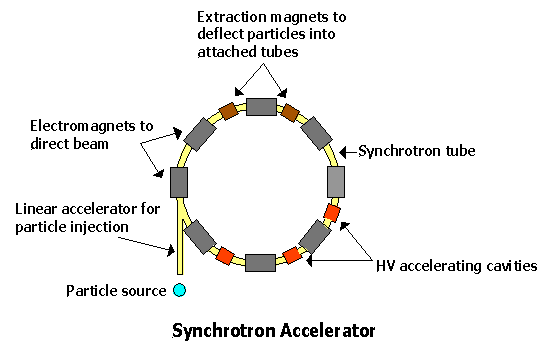 Extraction magnets to
deflect particles into
attached tubes
Electromagnets to
direct beam
Synchrotron tube
Linear accelerator for
particle injection
HV accelerating cavities
Particle source
Synchrotron Accelerator